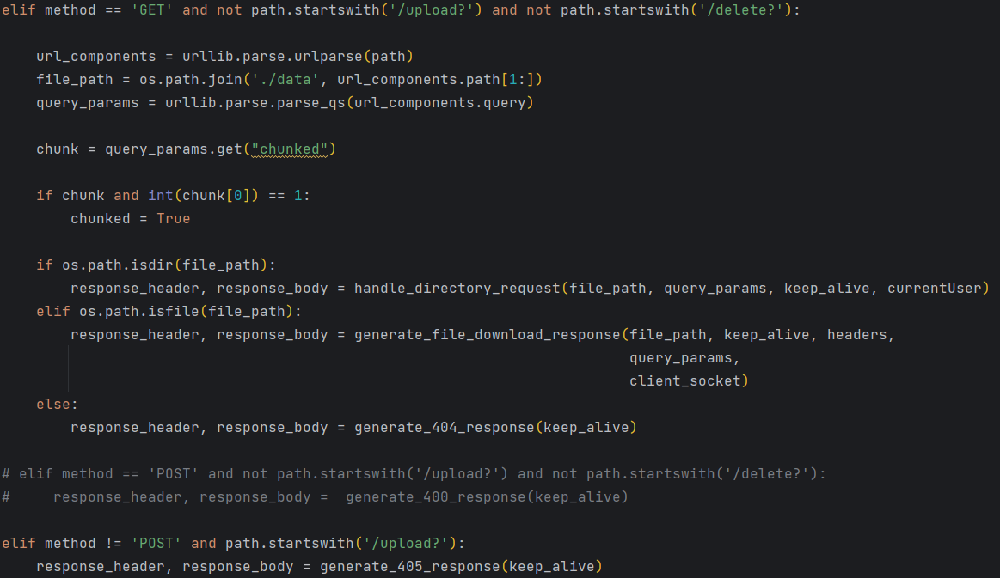 elif method == 'GET' and not path.startswith('/upload?') and not path.startswith('/delete?'):
url_components = urllib.parse.urlparse(path)
file_path = os.path.join('./data', url_components.path[1:])
query_params = urllib.parse.parse_qs(url_components.query)
chunk = query_params.get("chunked")
if chunk and int(chunk[0]) == 1:
chunked = True
if os.path.isdir(file_path):
response_header, response_body = handle_directory_request(file_path, query_params, keep_alive, currentUser)
elif os.path.isfile(file_path):
response_header, response_body = generate_file_download_response(file_path, keep_alive, headers,
query_params,
client_socket)
else:
response_header, response_body = generate_404_response(keep_alive)
# elif method == 'POST' and not path.startswith('/upload?') and not path.startswith('/delete?'):
#     response_header, response_body =  generate_400_response(keep_alive)
elif method != 'POST' and path.startswith('/upload?'):
response_header, response_body = generate_405_response(keep_alive)